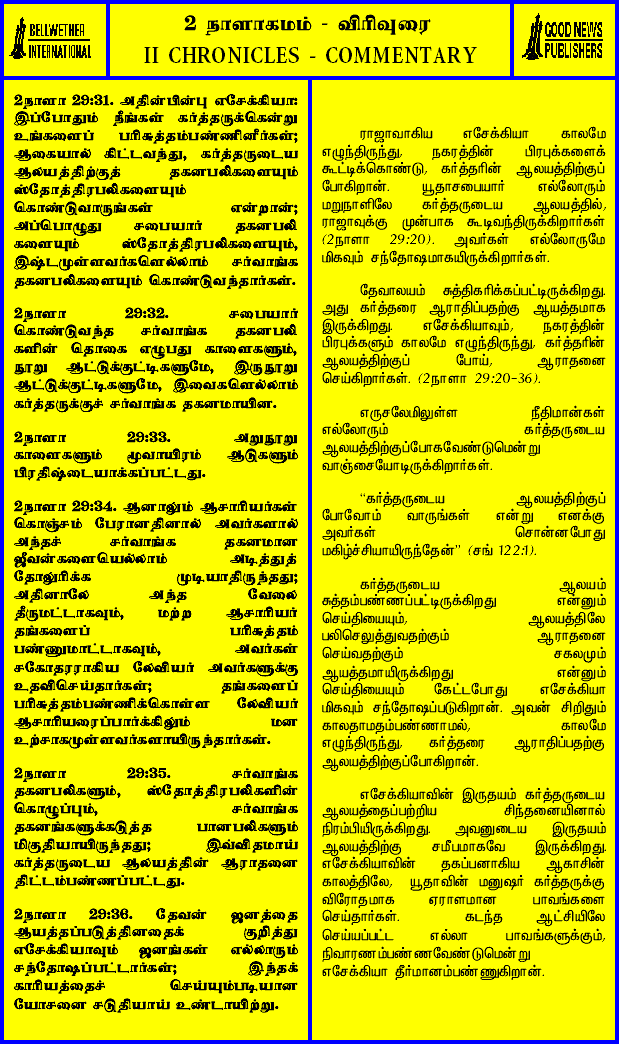 BELLWETHER
INTERNATIONAL
2 நாளாகமம் - விரிவுரை
II CHRONICLES - COMMENTARY
GOOD NEWS
PUBLISHERS
2நாளா 29:31. அதின்பின்பு எசேக்கியா:
இப்போதும் நீங்கள் கர்த்தருக்கென்று
உங்களைப் பரிசுத்தம்பண்ணினீர்கள்;
ஆகையால் கிட்டவந்து, கர்த்தருடைய
ஆலயத்திற்குத் தகனபலிகளையும்
ஸ்தோத்திரபலிகளையும்
கொண்டுவாருங்கள் என்றான்;
அப்பொழுது சபையார் தகனபலி
களையும் ஸ்தோத்திரபலிகளையும்,
இஷ்டமுள்ளவர்களெல்லாம் சர்வாங்க
தகனபலிகளையும் கொண்டுவந்தார்கள்.
2நாளா 29:32. சபையார்
கொண்டுவந்த சர்வாங்க தகனபலி
களின் தொகை எழுபது காளைகளும்,
நூறு ஆட்டுக்குட்டிகளுமே, இருநூறு
ஆட்டுக்குட்டிகளுமே, இவைகளெல்லாம்
கர்த்தருக்குச் சர்வாங்க தகனமாயின.
2நாளா 29:33. அறுநூறு
காளைகளும் மூவாயிரம் ஆடுகளும்
பிரதிஷ்டையாக்கப்பட்டது.
2நாளா 29:34. ஆனாலும் ஆசாரியர்கள்
கொஞ்சம் பேரானதினால் அவர்களால்
அந்தச் சர்வாங்க தகனமான
ஜீவன்களையெல்லாம் அடித்துத்
தோலுரிக்க முடியாதிருந்தது;
அதினாலே அந்த வேலை
தீருமட்டாகவும், மற்ற ஆசாரியர்
தங்களைப் பரிசுத்தம்
பண்ணுமாட்டாகவும், அவர்கள்
சகோதரராகிய லேவியர் அவர்களுக்கு
உதவிசெய்தார்கள்; தங்களைப்
பரிசுத்தம்பண்ணிக்கொள்ள லேவியர்
ஆசாரியரைப்பார்க்கிலும் மன
உற்சாகமுள்ளவர்களாயிருந்தார்கள்.
2நாளா 29:35. சர்வாங்க
தகனபலிகளும், ஸ்தோத்திரபலிகளின்
கொழுப்பும், சர்வாங்க
தகனங்களுக்கடுத்த பானபலிகளும்
மிகுதியாயிருந்தது; இவ்விதமாய்
கர்த்தருடைய ஆலயத்தின் ஆராதனை
திட்டம்பண்ணப்பட்டது.
2நாளா 29:36. தேவன் ஜனத்தை
ஆயத்தப்படுத்தினதைக் குறித்து
எசேக்கியாவும் ஜனங்கள் எல்லாரும்
சந்தோஷப்பட்டார்கள்; இந்தக்
காரியத்தைச் செய்யும்படியான
யோசனை சடுதியாய் உண்டாயிற்று.
ராஜாவாகிய எசேக்கியா காலமே
எழுந்திருந்து, நகரத்தின் பிரபுக்களைக்
கூட்டிக்கொண்டு, கர்த்தரின் ஆலயத்திற்குப்
போகிறான். யூதாசபையார் எல்லோரும்
மறுநாளிலே கர்த்தருடைய ஆலயத்தில்,
ராஜாவுக்கு முன்பாக கூடிவந்திருக்கிறார்கள்
(2நாளா 29:20). அவர்கள் எல்லோருமே
மிகவும் சந்தோஷமாகயிருக்கிறார்கள்.
தேவாலயம் சுத்திகரிக்கப்பட்டிருக்கிறது.
அது கர்த்தரை ஆராதிப்பதற்கு ஆயத்தமாக
இருக்கிறது. எசேக்கியாவும், நகரத்தின்
பிரபுக்களும் காலமே எழுந்திருந்து, கர்த்தரின்
ஆலயத்திற்குப் போய், ஆராதனை
செய்கிறார்கள். (2நாளா 29:20-36).
எருசலேமிலுள்ள நீதிமான்கள்
எல்லோரும் கர்த்தருடைய
ஆலயத்திற்குப்போகவேண்டுமென்று
வாஞ்சையோடிருக்கிறார்கள்.
"கர்த்தருடைய ஆலயத்திற்குப்
போவோம் வாருங்கள் என்று எனக்கு
அவர்கள் சொன்னபோது
மகிழ்ச்சியாயிருந்தேன்" (சங் 122:1).
கர்த்தருடைய ஆலயம்
சுத்தம்பண்ணப்பட்டிருக்கிறது என்னும்
செய்தியையும், ஆலயத்திலே
பலிசெலுத்துவதற்கும் ஆராதனை
செய்வதற்கும் சகலமும்
ஆயத்தமாயிருக்கிறது என்னும்
செய்தியையும் கேட்டபோது எசேக்கியா
மிகவும் சந்தோஷப்படுகிறான். அவன் சிறிதும்
காலதாமதம்பண்ணாமல், காலமே
எழுந்திருந்து, கர்த்தரை ஆராதிப்பதற்கு
ஆலயத்திற்குப்போகிறான்.
எசேக்கியாவின் இருதயம் கர்த்தருடைய
ஆலயத்தைப்பற்றிய சிந்தனையினால்
நிரம்பியிருக்கிறது. அவனுடைய இருதயம்
ஆலயத்திற்கு சமீபமாகவே இருக்கிறது.
எசேக்கியாவின் தகப்பனாகிய ஆகாசின்
காலத்திலே, யூதாவின் மனுஷர் கர்த்தருக்கு
விரோதமாக ஏராளமான பாவங்களை
செய்தார்கள். கடந்த ஆட்சியிலே
செய்யப்பட்ட எல்லா பாவங்களுக்கும்,
நிவாரணம்பண்ணவேண்டுமென்று
எசேக்கியா தீர்மானம்பண்ணுகிறான்.